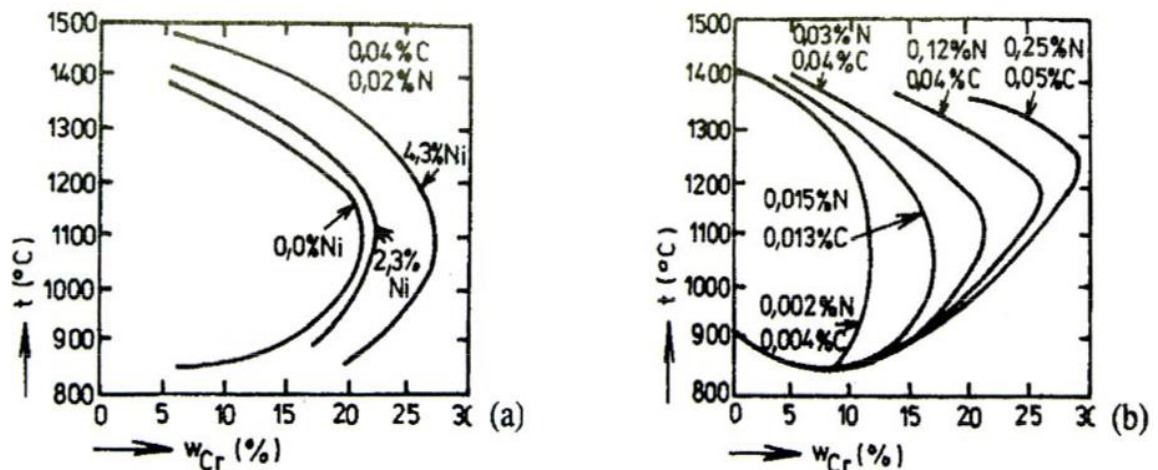 1500
1400
1300
1200
1100
1000
900
800
t (°C)
0 5 10 15 20 25 30
w_Cr (%)
0,04%C
0,02%N
4,3%Ni
0,0%Ni
2,3%
Ni
(a)
1500
1400
1300
1200
1100
1000
900
800
t (°C)
0 5 10 15 20 25 30
w_Cr (%)
0,03%N
0,04%C
0,12%N
0,04%C
0,25%N
0,05%C
0,015%N
0,013%C
0,002%N
0,004%C
(b)